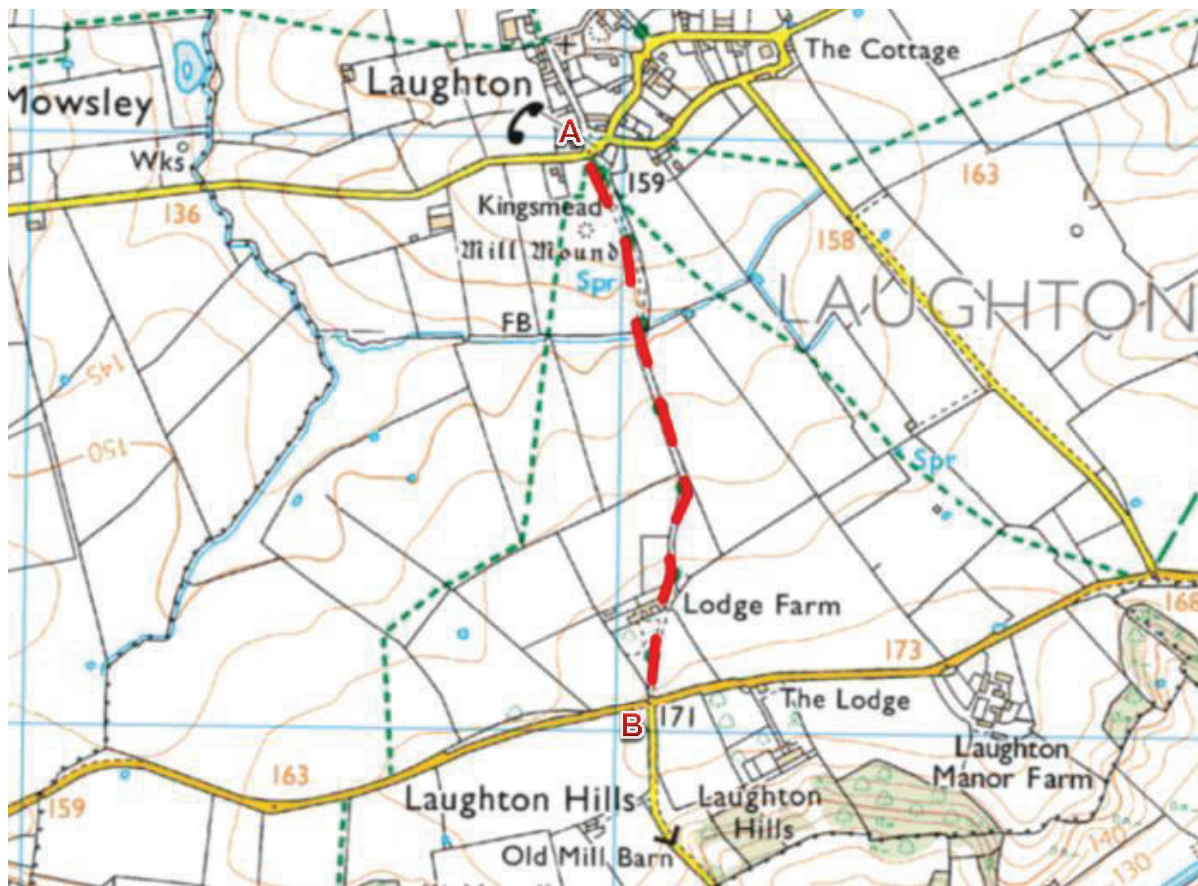 The Cottage
Laughton
Mowsley
A
Wks
159
163
136
Kingsmead
158
Mill Mound
Spr
LAUGHTON
FB
145
150
Spr
Lodge Farm
168
173
The Lodge
B
171
Laughton
Manor Farm
163
159
Laughton Hills
Laughton
Hills
140
Old Mill Barn
130